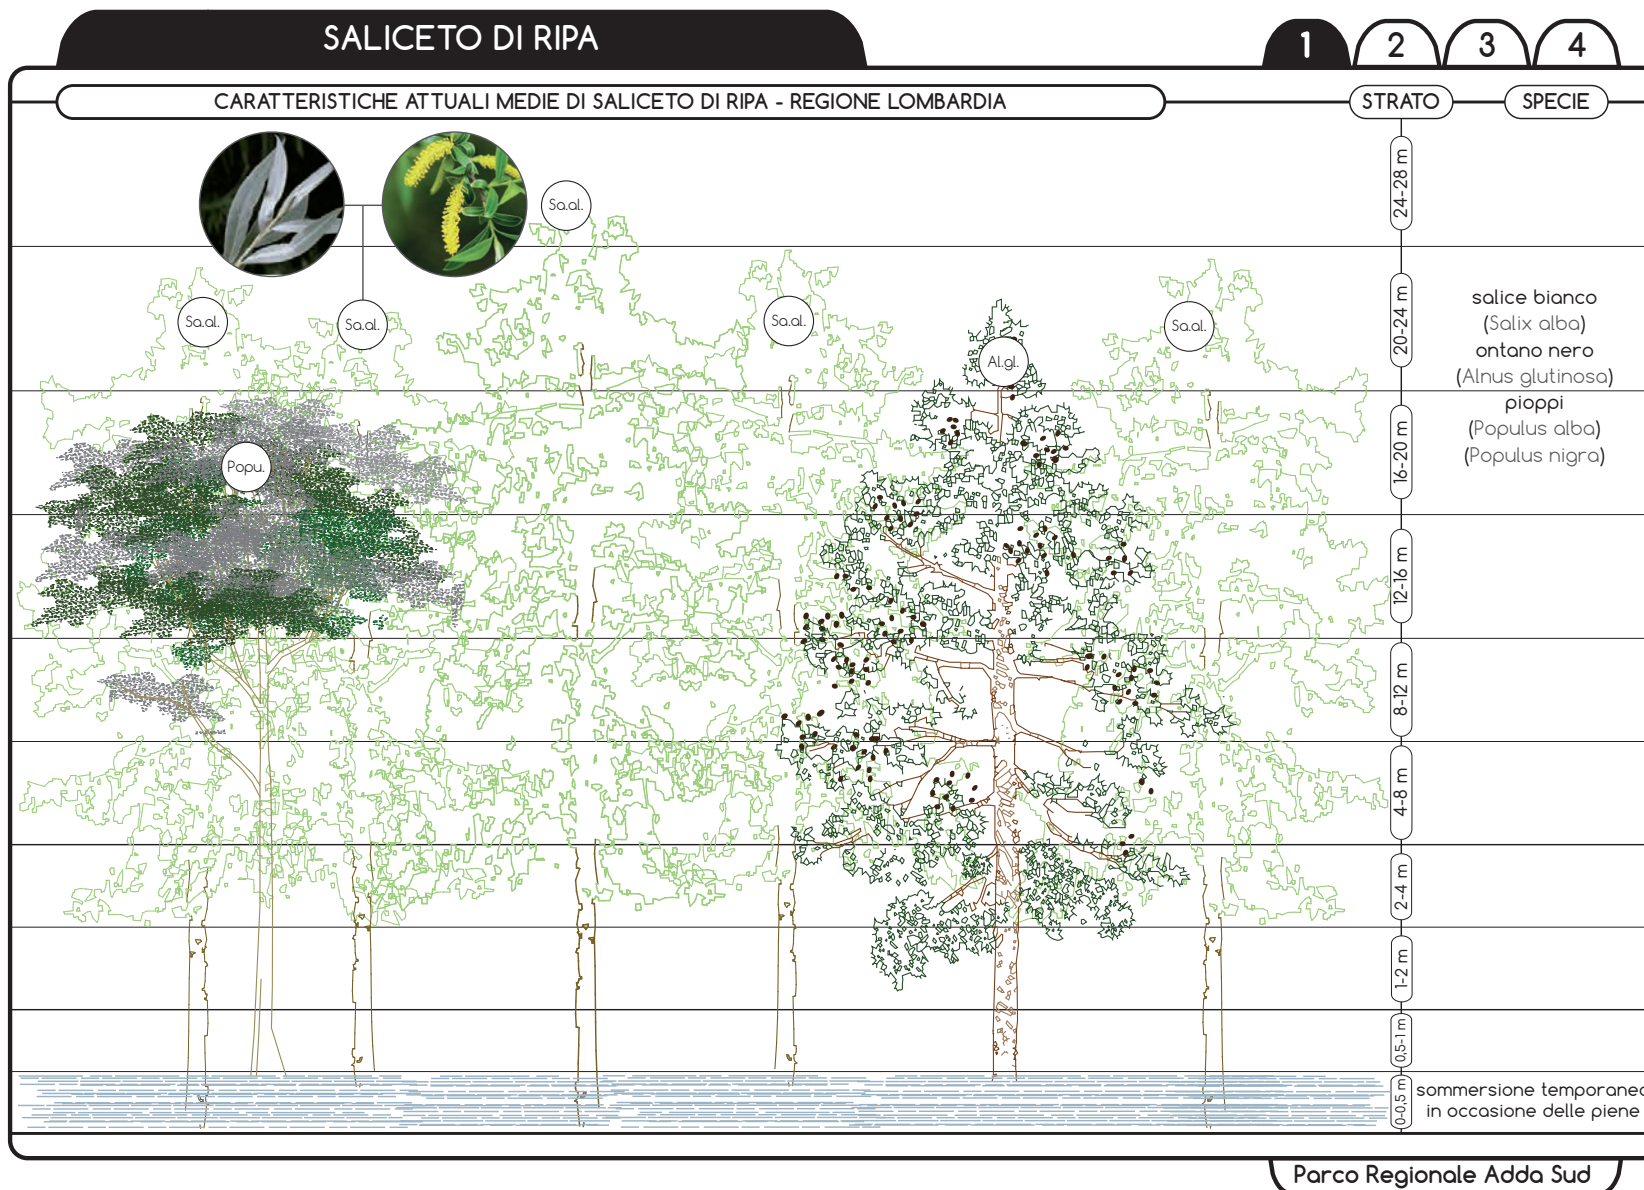 SALICETO DI RIPA
1 2 3 4
CARATTERISTICHE ATTUALI MEDIE DI SALICETO DI RIPA - REGIONE LOMBARDIA
STRATO
SPECIE
24-28 m
Sa.al.
Sa.al.
Sa.al.
Sa.al.
Sa.al.
Al.gl.
20-24 m
salice bianco
(Salix alba)
ontano nero
(Alnus glutinosa)
pioppi
(Populus alba)
(Populus nigra)
Popu.
16-20 m
12-16 m
8-12 m
4-8 m
2-4 m
1-2 m
0,5-1 m
0-0,5 m
sommersione temporanea
in occasione delle piene
Parco Regionale Adda Sud